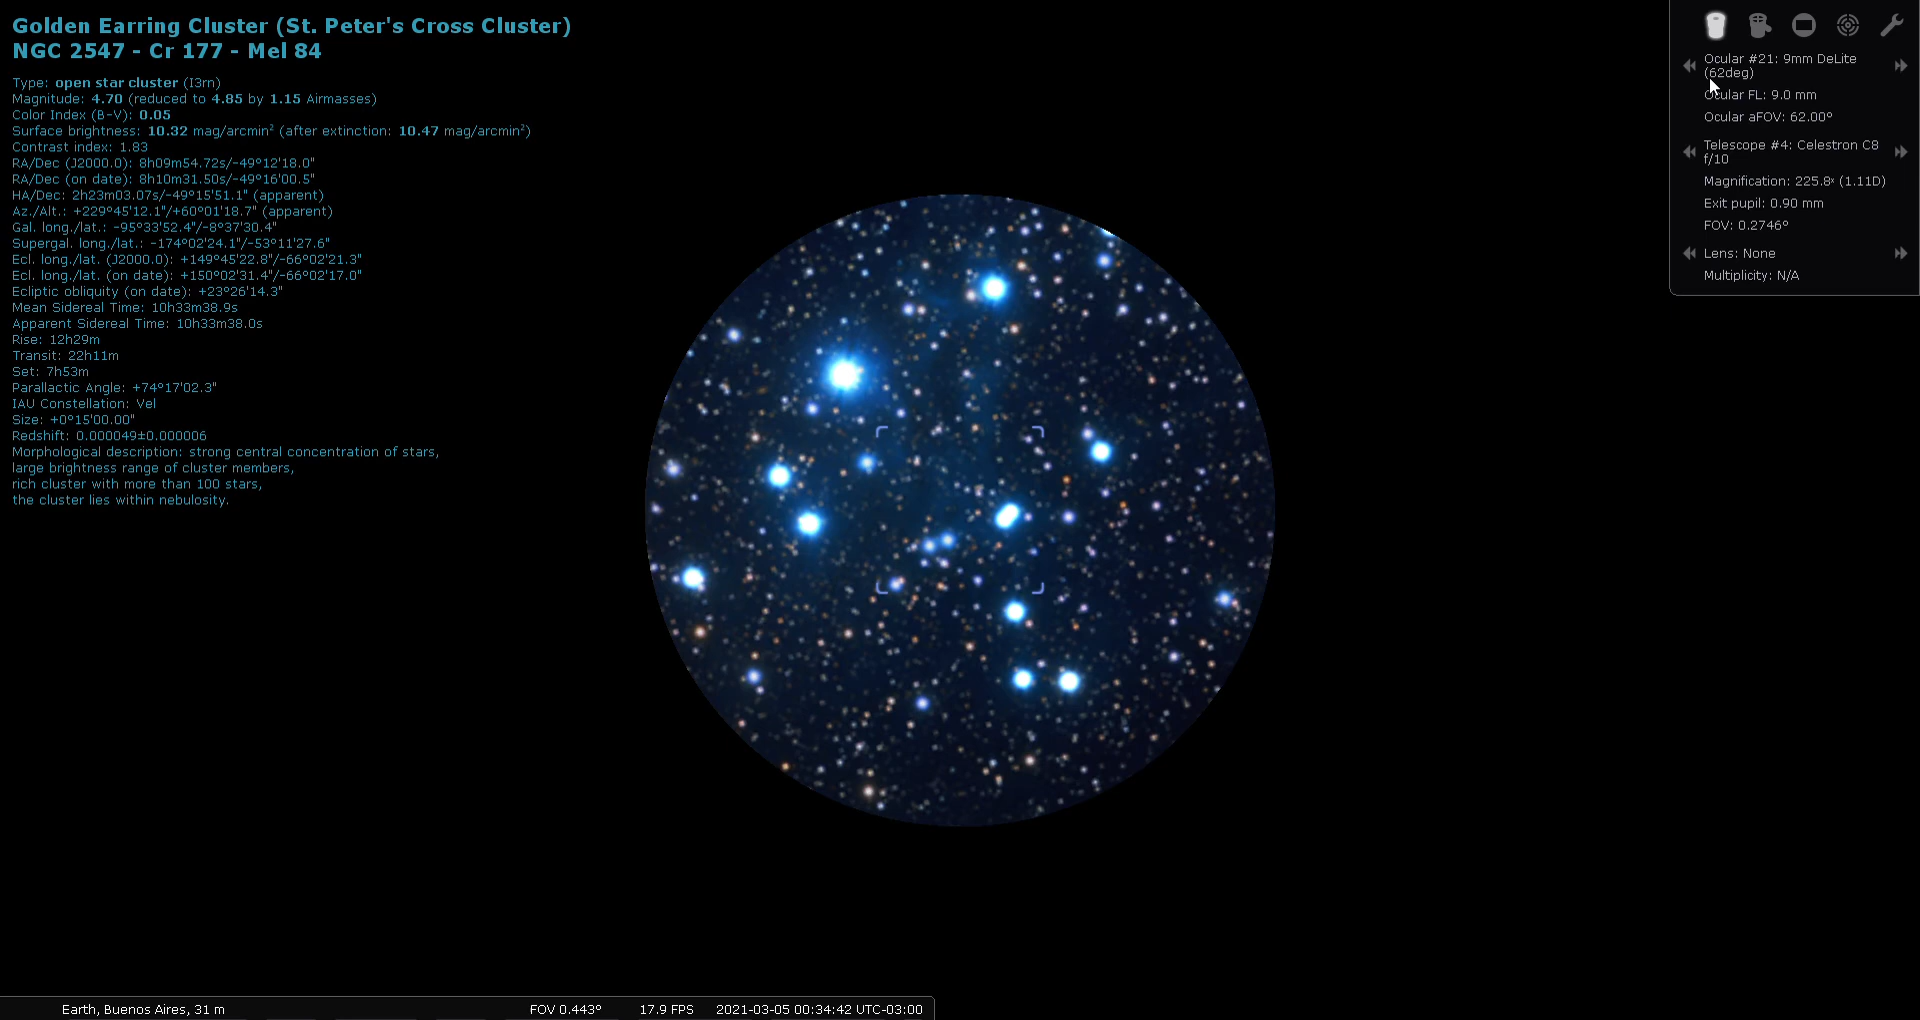 Golden Earring Cluster (St. Peter's Cross Cluster)
NGC 2547 - Cr 177 - Mel 84
Type: open star cluster (I3rn)
Magnitude: 4.70 (reduced to 4.85 by 1.15 Airmasses)
Color Index (B-V): 0.05
Surface brightness: 10.32 mag/arcmin² (after extinction: 10.47 mag/arcmin²)
Contrast index: 1.83
RA/Dec (J2000.0): 8h09m54.72s/-49°12'18.0"
RA/Dec (on date): 8h10m31.50s/-49°16'00.5"
HA/Dec: 2h23m03.07s/-49°15'51.1" (apparent)
Az./Alt.: +229°45'12.1"/+60°01'18.7" (apparent)
Gal. long./lat.: -95°33'52.4"/-8°37'30.4"
Supergal. long./lat.: -174°02'24.1"/-53°11'27.6"
Ecl. long./lat. (J2000.0): +149°45'22.8"/-66°02'21.3"
Ecl. long./lat. (on date): +150°02'31.4"/-66°02'17.0"
Ecliptic obliquity (on date): +23°26'14.3"
Mean Sidereal Time: 10h33m38.9s
Apparent Sidereal Time: 10h33m38.0s
Rise: 12h29m
Transit: 22h11m
Set: 7h53m
Parallactic Angle: +74°17'02.3"
IAU Constellation: Vel
Size: +0°15'00.00"
Redshift: 0.000049±0.000006
Morphological description: strong central concentration of stars,
large brightness range of cluster members,
rich cluster with more than 100 stars,
the cluster lies within nebulosity.
Ocular #21: 9mm DeLite
(62deg)
Ocular FL: 9.0 mm
Ocular aFOV: 62.00°
Telescope #4: Celestron C8
f/10
Magnification: 225.8ˣ (1.11D)
Exit pupil: 0.90 mm
FOV: 0.2746°
Lens: None
Multiplicity: N/A
Earth, Buenos Aires, 31 m FOV 0.443° 17.9 FPS 2021-03-05 00:34:42 UTC-03:00